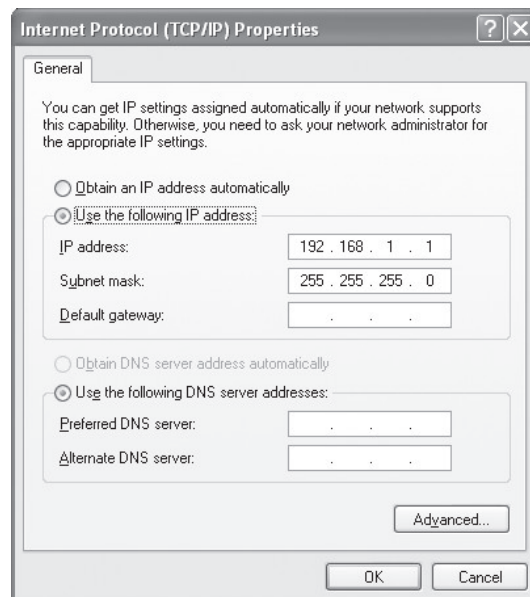 Internet Protocol (TCP/IP) Properties
General
You can get IP settings assigned automatically if your network supports
this capability. Otherwise, you need to ask your network administrator for
the appropriate IP settings.
Obtain an IP address automatically
Use the following IP address:
IP address: 192 . 168 . 1 . 1
Subnet mask: 255 . 255 . 255 . 0
Default gateway: . . .
Obtain DNS server address automatically
Use the following DNS server addresses:
Preferred DNS server: . . .
Alternate DNS server: . . .
Advanced...
OK Cancel